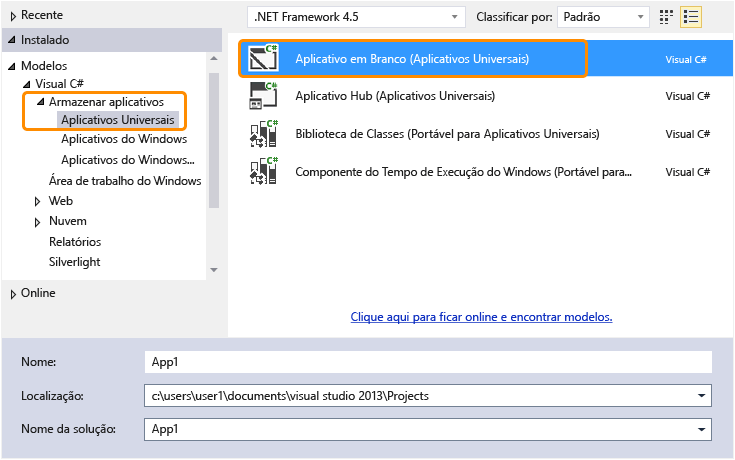 Recente
Instalado
Modelos
Visual C#
Armazenar aplicativos
Aplicativos Universais
Aplicativos do Windows
Aplicativos do Windows...
Área de trabalho do Windows
Web
Nuvem
Relatórios
Silverlight
Online
.NET Framework 4.5 Classificar por: Padrão
C# Aplicativo em Branco (Aplicativos Universais) Visual C#
C# Aplicativo Hub (Aplicativos Universais) Visual C#
C# Biblioteca de Classes (Portável para Aplicativos Universais) Visual C#
C# Componente do Tempo de Execução do Windows (Portável para... Visual C#
Clique aqui para ficar online e encontrar modelos.
Nome: App1
Localização: c:\users\user1\documents\visual studio 2013\Projects
Nome da solução: App1